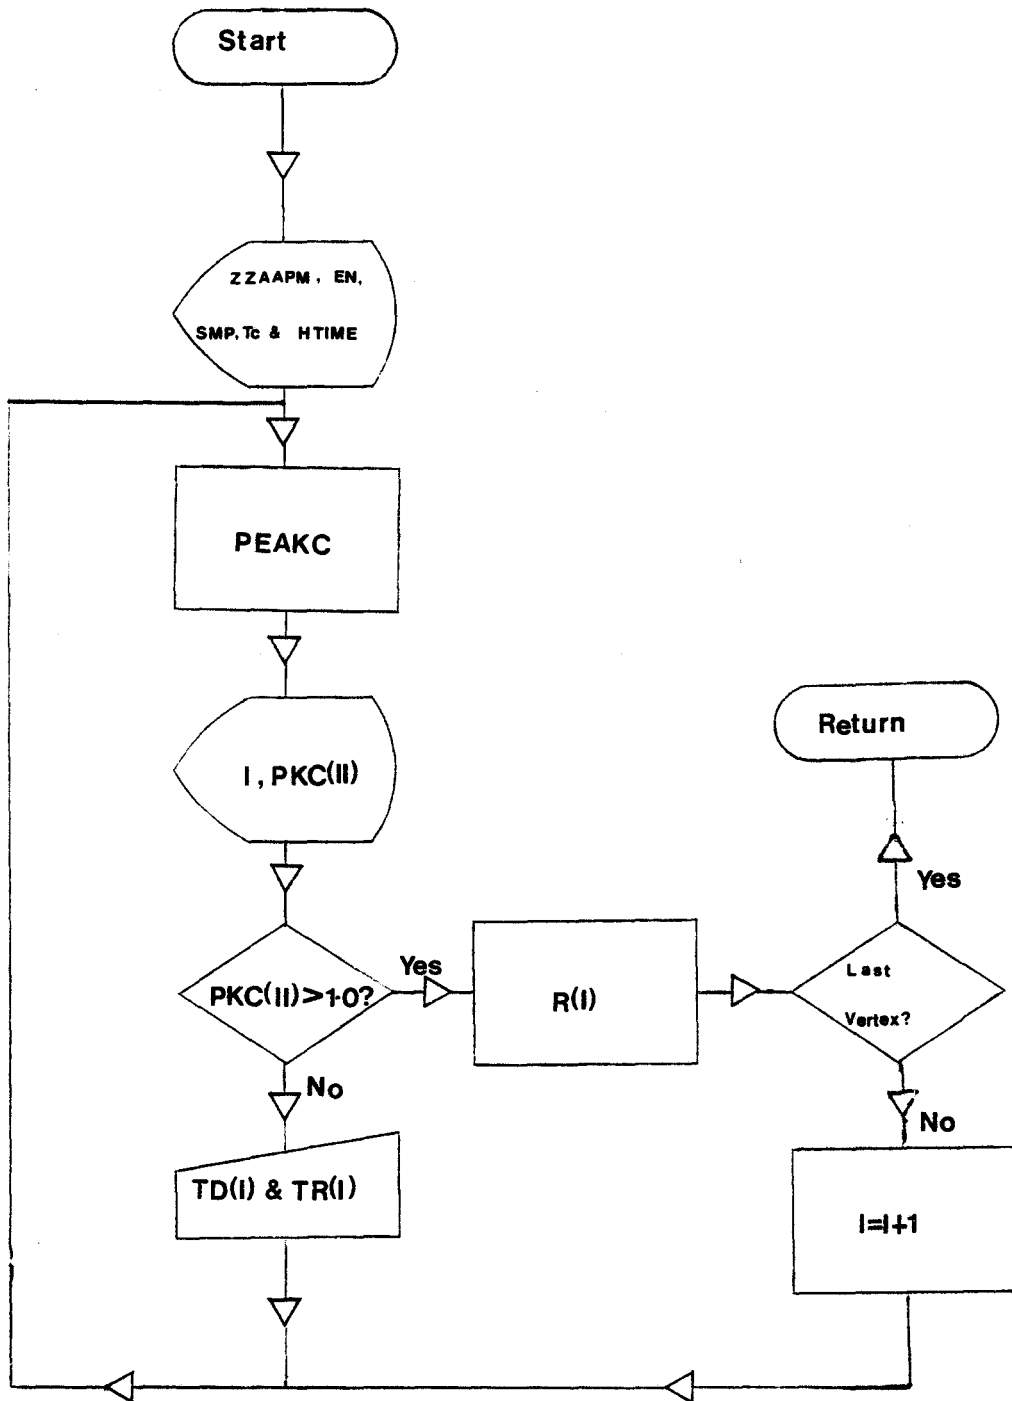 Start
ZZAAPM, EN,
SMP, Tc & HTIME
PEAKC
I, PKC(II)
PKC(II)>1·0?
Yes
R(I)
Last
Vertex?
Yes
Return
No
TD(I) & TR(I)
No
I=I+1